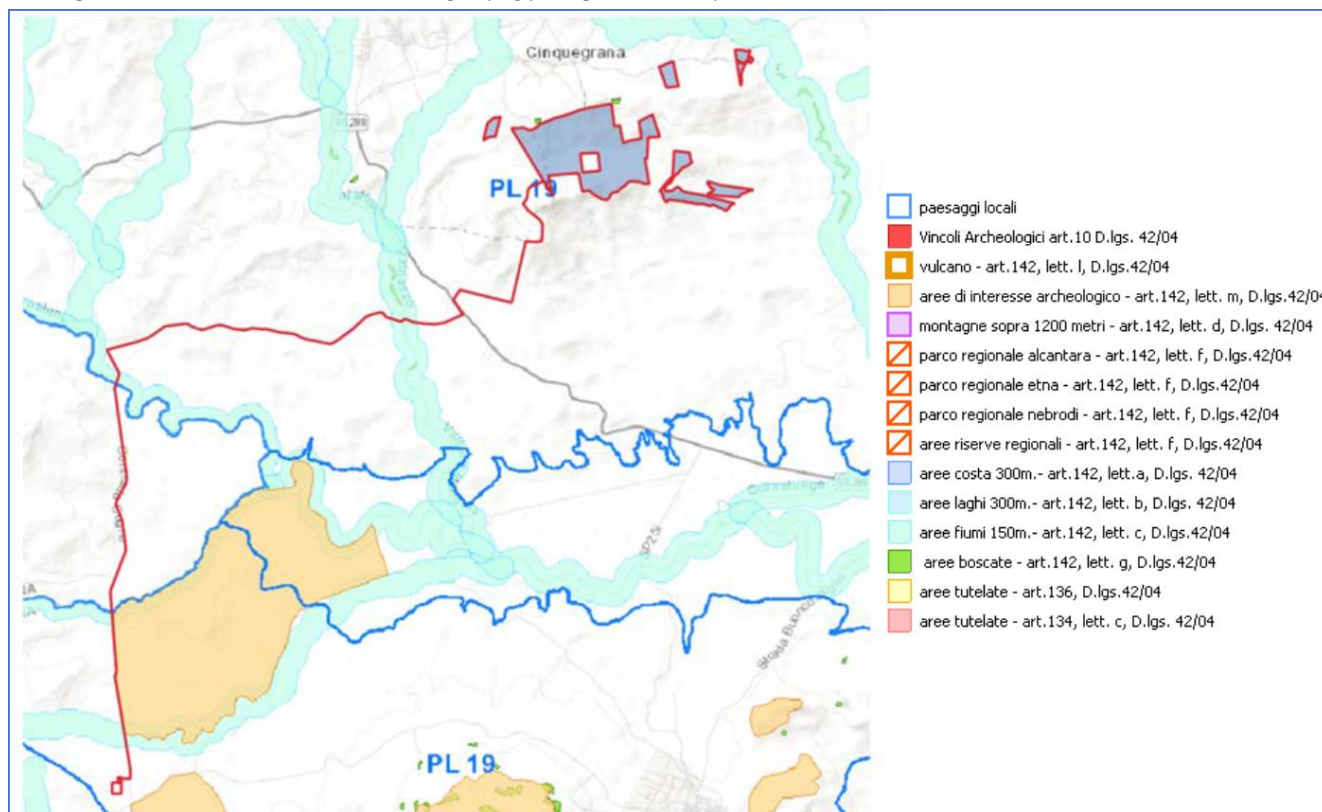 Cinquegrana
SS 288
PL 19
SP25i
Strada Buonco
PL 19
paesaggi locali
Vincoli Archeologici art.10 D.lgs. 42/04
vulcano - art.142, lett. l, D.lgs.42/04
aree di interesse archeologico - art.142, lett. m, D.lgs.42/04
montagne sopra 1200 metri - art.142, lett. d, D.lgs. 42/04
parco regionale alcantara - art.142, lett. f, D.lgs.42/04
parco regionale etna - art.142, lett. f, D.lgs.42/04
parco regionale nebrodi - art.142, lett. f, D.lgs.42/04
aree riserve regionali - art.142, lett. f, D.lgs.42/04
aree costa 300m.- art.142, lett.a, D.lgs. 42/04
aree laghi 300m.- art.142, lett. b, D.lgs. 42/04
aree fiumi 150m.- art.142, lett. c, D.lgs.42/04
aree boscate - art.142, lett. g, D.lgs.42/04
aree tutelate - art.136, D.lgs.42/04
aree tutelate - art.134, lett. c, D.lgs. 42/04